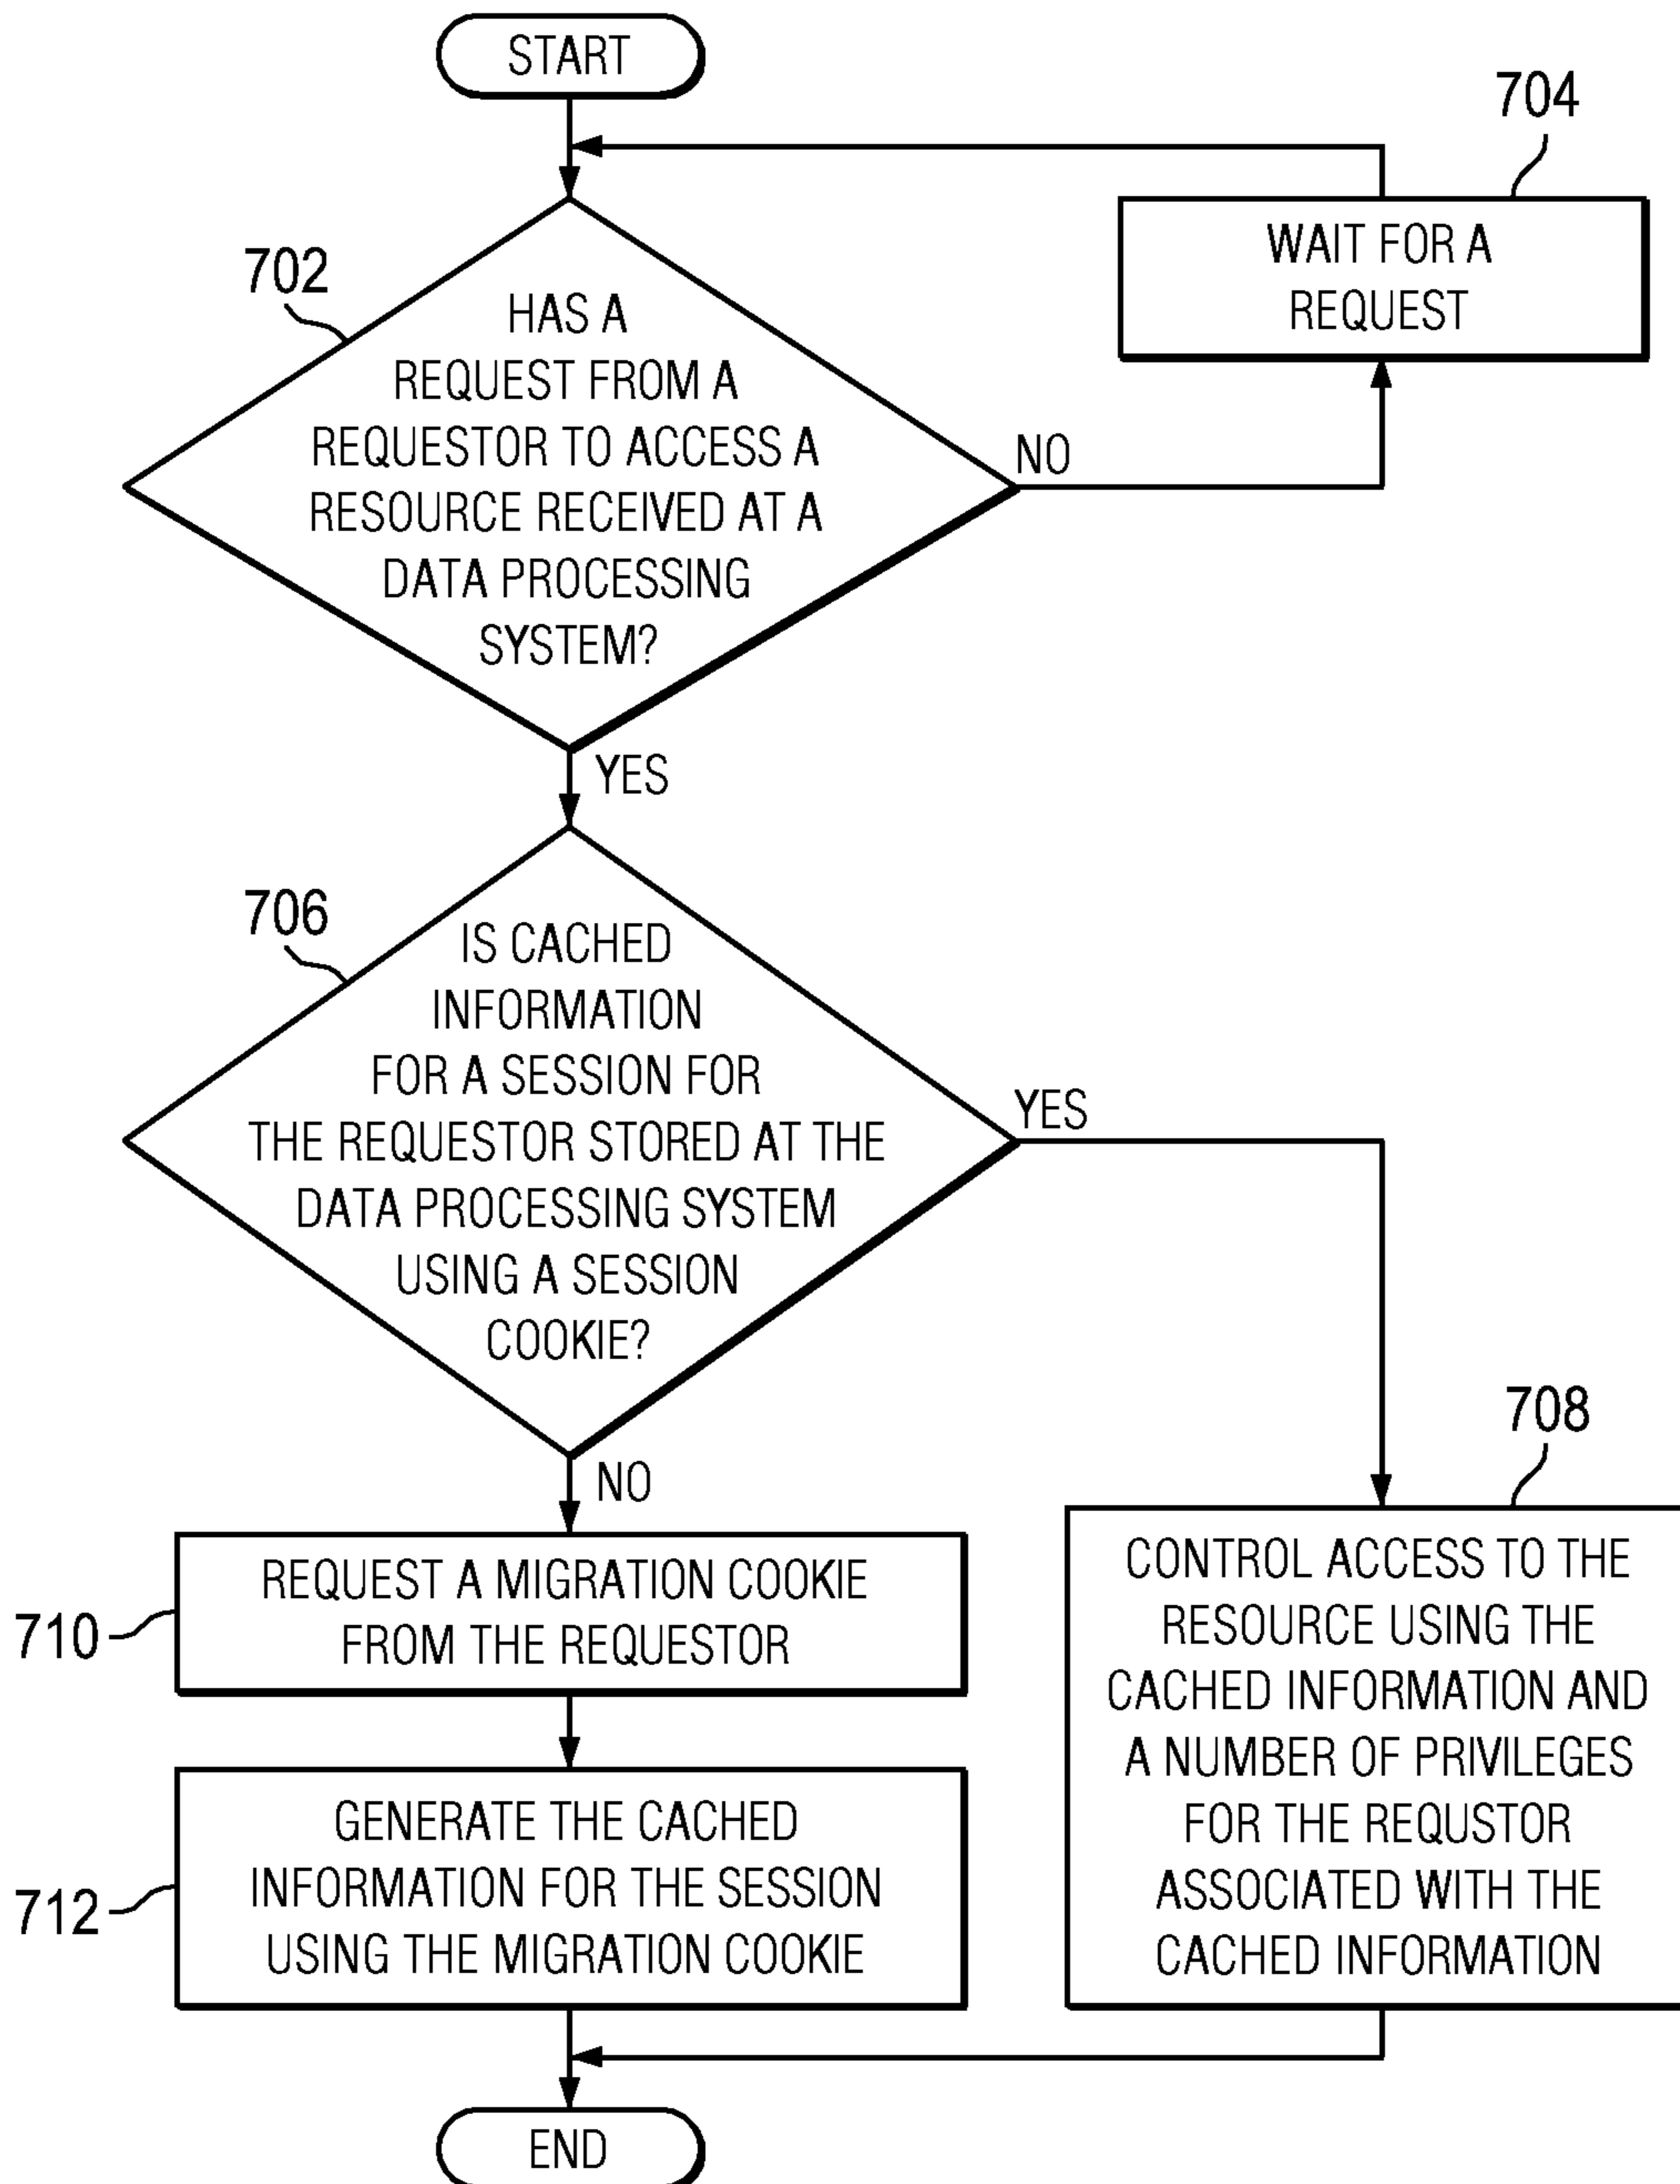 START
704
WAIT FOR A
REQUEST
702
HAS A
REQUEST FROM A
REQUESTOR TO ACCESS A
RESOURCE RECEIVED AT A
DATA PROCESSING
SYSTEM?
NO
YES
706
IS CACHED
INFORMATION
FOR A SESSION FOR
THE REQUESTOR STORED AT THE
DATA PROCESSING SYSTEM
USING A SESSION
COOKIE?
YES
NO
708
CONTROL ACCESS TO THE
RESOURCE USING THE
CACHED INFORMATION AND
A NUMBER OF PRIVILEGES
FOR THE REQUSTOR
ASSOCIATED WITH THE
CACHED INFORMATION
710
REQUEST A MIGRATION COOKIE
FROM THE REQUESTOR
712
GENERATE THE CACHED
INFORMATION FOR THE SESSION
USING THE MIGRATION COOKIE
END